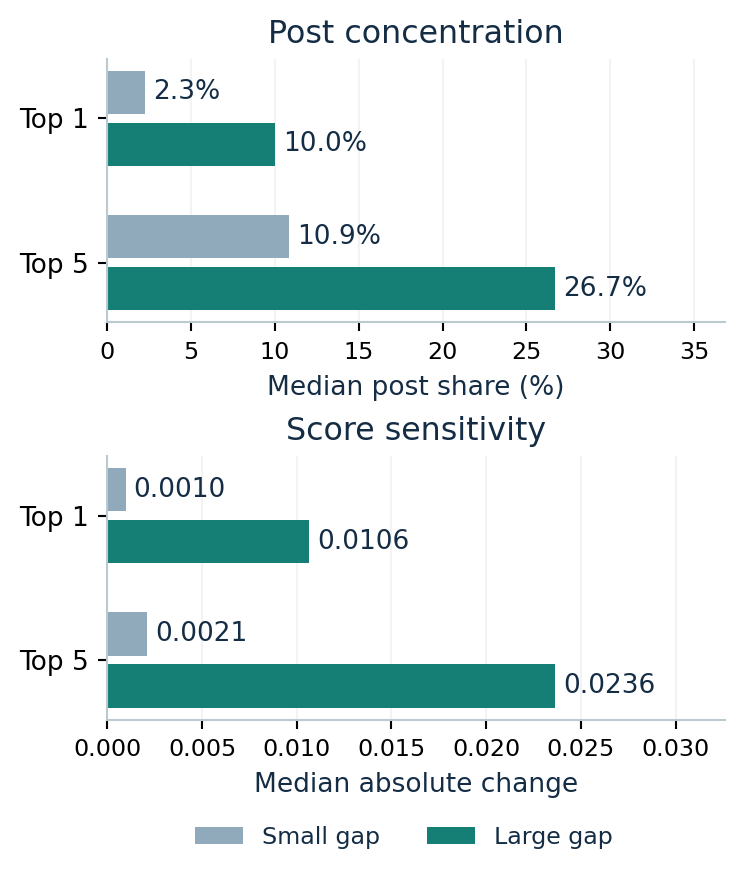 Post concentration
Top 1
2.3%
10.0%
Top 5
10.9%
26.7%
0 5 10 15 20 25 30 35
Median post share (%)
Score sensitivity
Top 1
0.0010
0.0106
Top 5
0.0021
0.0236
0.000 0.005 0.010 0.015 0.020 0.025 0.030
Median absolute change
Small gap Large gap